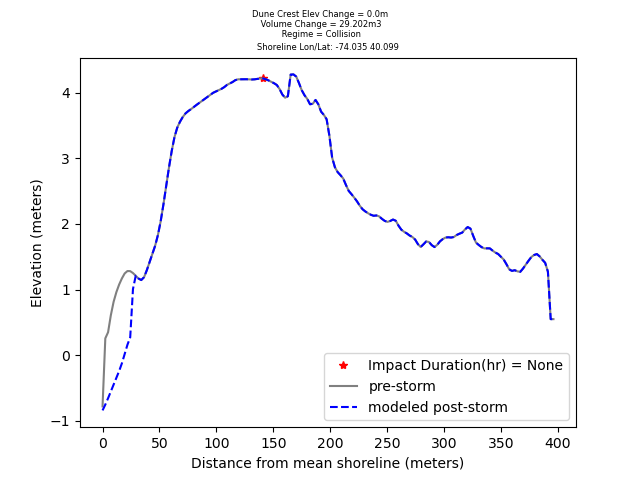 Dune Crest Elev Change = 0.0m
Volume Change = 29.202m3
Regime = Collision
Shoreline Lon/Lat: -74.035 40.099
Elevation (meters)
4
3
2
1
0
−1
0 50 100 150 200 250 300 350 400
Distance from mean shoreline (meters)
Impact Duration(hr) = None
pre-storm
modeled post-storm